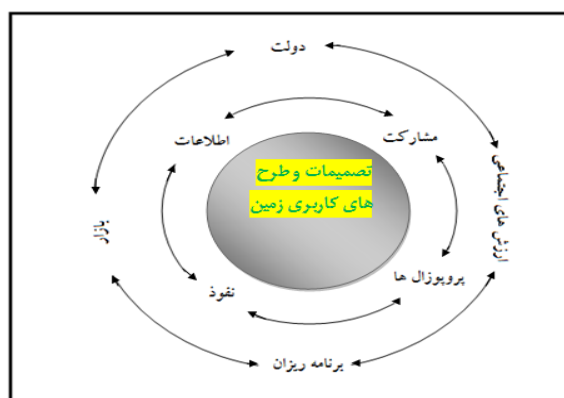 دولت
مشارکت
اطلاعات
تصمیمات و طرح
های کاربری زمین
ارزش های اجتماعی
بازار
پروپوزال ها
نفوذ
برنامه ریزان